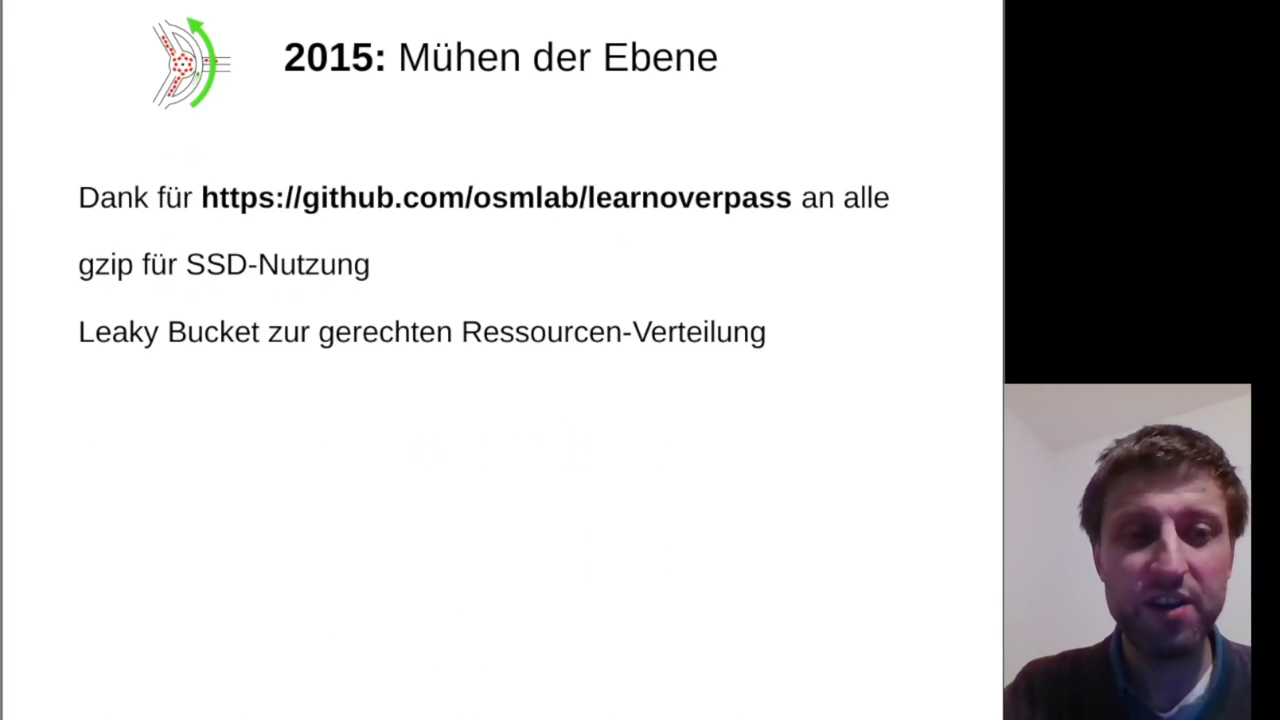 2015: Mühen der Ebene
Dank für https://github.com/osmlab/learnoverpass an alle
gzip für SSD-Nutzung
Leaky Bucket zur gerechten Ressourcen-Verteilung